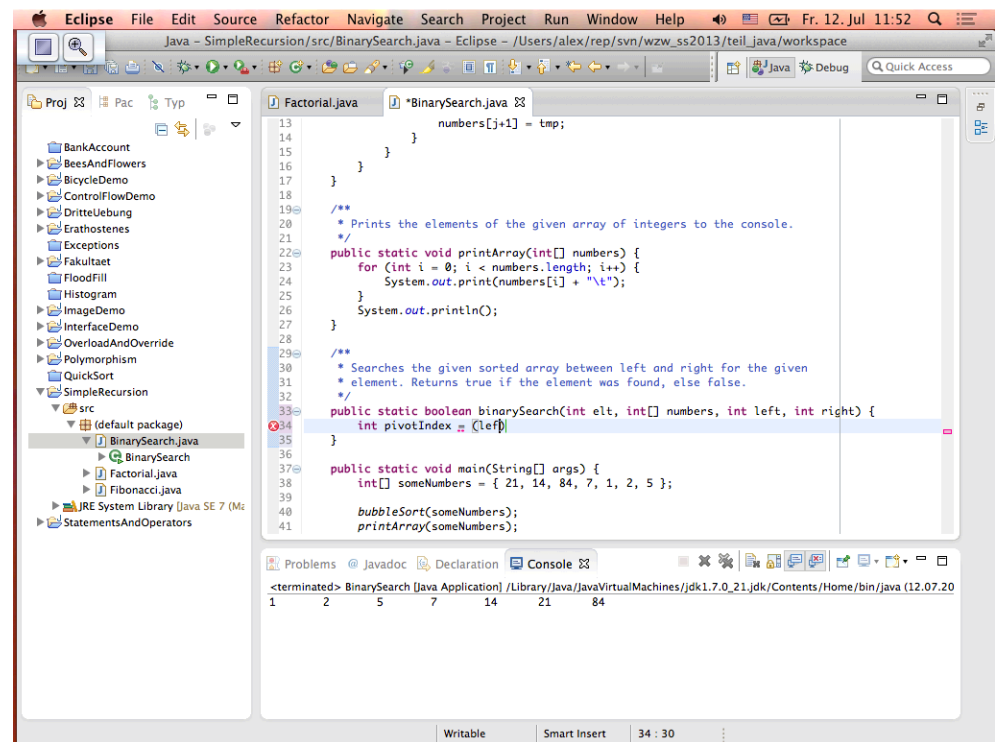 Eclipse File Edit Source Refactor Navigate Search Project Run Window Help Fr. 12. Jul 11:52
Java – SimpleRecursion/src/BinarySearch.java – Eclipse – /Users/alex/rep/svn/wzw_ss2013/teil_java/workspace
Java Debug Quick Access
Proj Pac Typ
BankAccount
BeesAndFlowers
BicycleDemo
ControlFlowDemo
DritteUebung
Erathostenes
Exceptions
Fakultaet
FloodFill
Histogram
ImageDemo
InterfaceDemo
OverloadAndOverride
Polymorphism
QuickSort
SimpleRecursion
src
(default package)
BinarySearch.java
BinarySearch
Factorial.java
Fibonacci.java
JRE System Library [Java SE 7 (Ma
StatementsAndOperators
Factorial.java *BinarySearch.java
13 numbers[j+1] = tmp;
14 }
15 }
16 }
17 }
18
19 /**
20 * Prints the elements of the given array of integers to the console.
21 */
22 public static void printArray(int[] numbers) {
23 for (int i = 0; i < numbers.length; i++) {
24 System.out.print(numbers[i] + "\t");
25 }
26 System.out.println();
27 }
28
29 /**
30 * Searches the given sorted array between left and right for the given
31 * element. Returns true if the element was found, else false.
32 */
33 public static boolean binarySearch(int elt, int[] numbers, int left, int right) {
34 int pivotIndex = (left)
35 }
36
37 public static void main(String[] args) {
38 int[] someNumbers = { 21, 14, 84, 7, 1, 2, 5 };
39
40 bubbleSort(someNumbers);
41 printArray(someNumbers);
Problems @ Javadoc Declaration Console
<terminated> BinarySearch [Java Application] /Library/Java/JavaVirtualMachines/jdk1.7.0_21.jdk/Contents/Home/bin/java (12.07.20
1 2 5 7 14 21 84
Writable Smart Insert 34 : 30